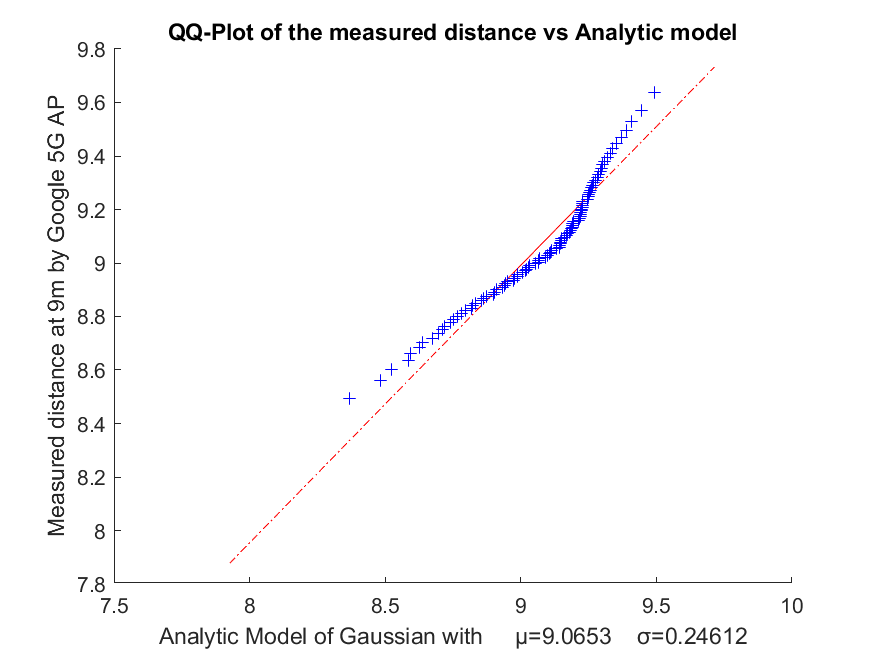 QQ-Plot of the measured distance vs Analytic model
Measured distance at 9m by Google 5G AP
9.8
9.6
9.4
9.2
9
8.8
8.6
8.4
8.2
8
7.8
7.5 8 8.5 9 9.5 10
Analytic Model of Gaussian with μ=9.0653 σ=0.24612